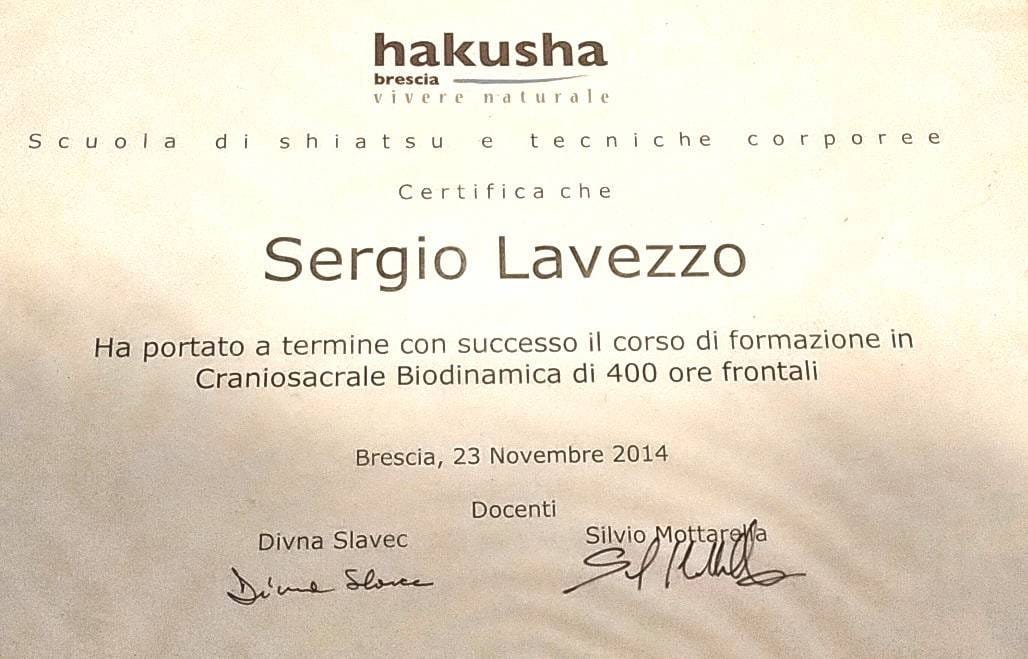 hakusha
brescia
vivere naturale
Scuola di shiatsu e tecniche corporee
Certifica che
Sergio Lavezzo
Ha portato a termine con successo il corso di formazione in
Craniosacrale Biodinamica di 400 ore frontali
Brescia, 23 Novembre 2014
Docenti
Divna Slavec
Silvio Mottarella
Divna Slavec